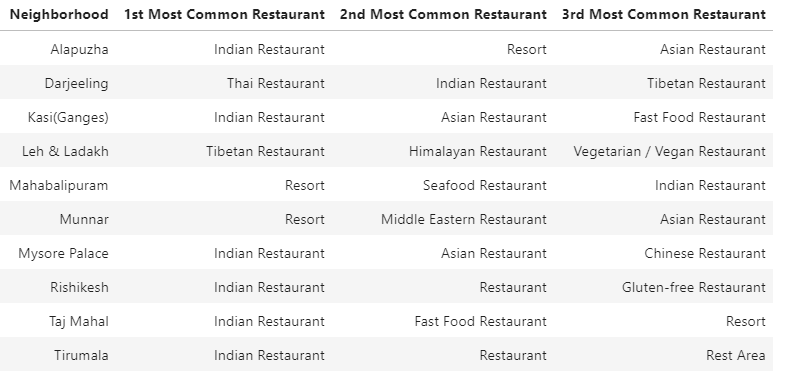 Neighborhood 1st Most Common Restaurant 2nd Most Common Restaurant 3rd Most Common Restaurant
Alapuzha Indian Restaurant Resort Asian Restaurant
Darjeeling Thai Restaurant Indian Restaurant Tibetan Restaurant
Kasi(Ganges) Indian Restaurant Asian Restaurant Fast Food Restaurant
Leh & Ladakh Tibetan Restaurant Himalayan Restaurant Vegetarian / Vegan Restaurant
Mahabalipuram Resort Seafood Restaurant Indian Restaurant
Munnar Resort Middle Eastern Restaurant Asian Restaurant
Mysore Palace Indian Restaurant Asian Restaurant Chinese Restaurant
Rishikesh Indian Restaurant Restaurant Gluten-free Restaurant
Taj Mahal Indian Restaurant Fast Food Restaurant Resort
Tirumala Indian Restaurant Restaurant Rest Area